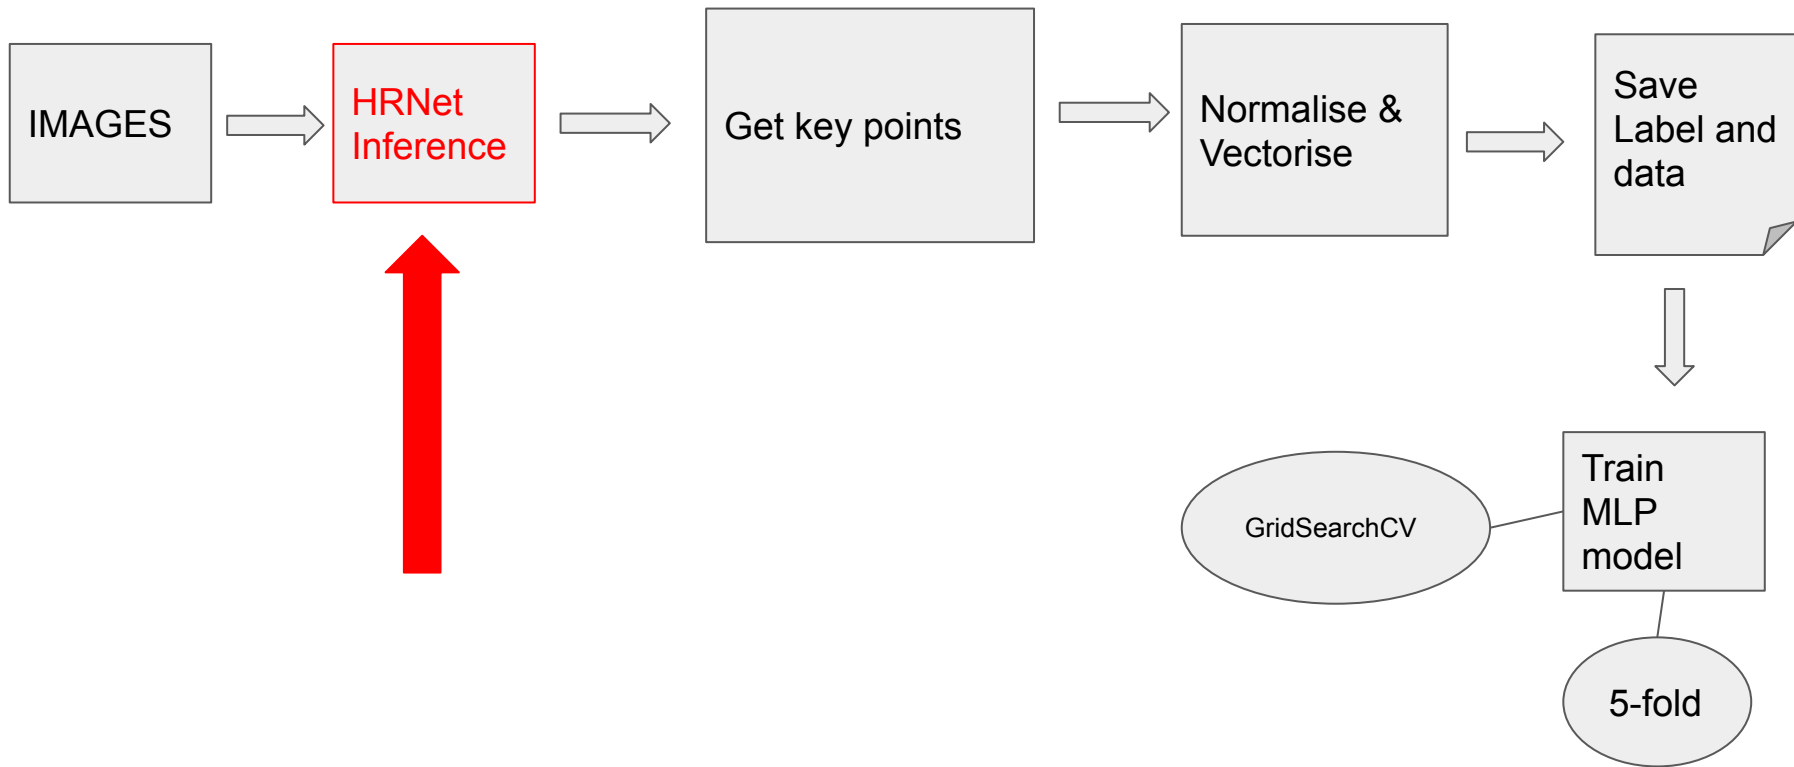 IMAGES
HRNet
Inference
Get key points
Normalise &
Vectorise
Save
Label and
data
Train
MLP
model
GridSearchCV
5-fold